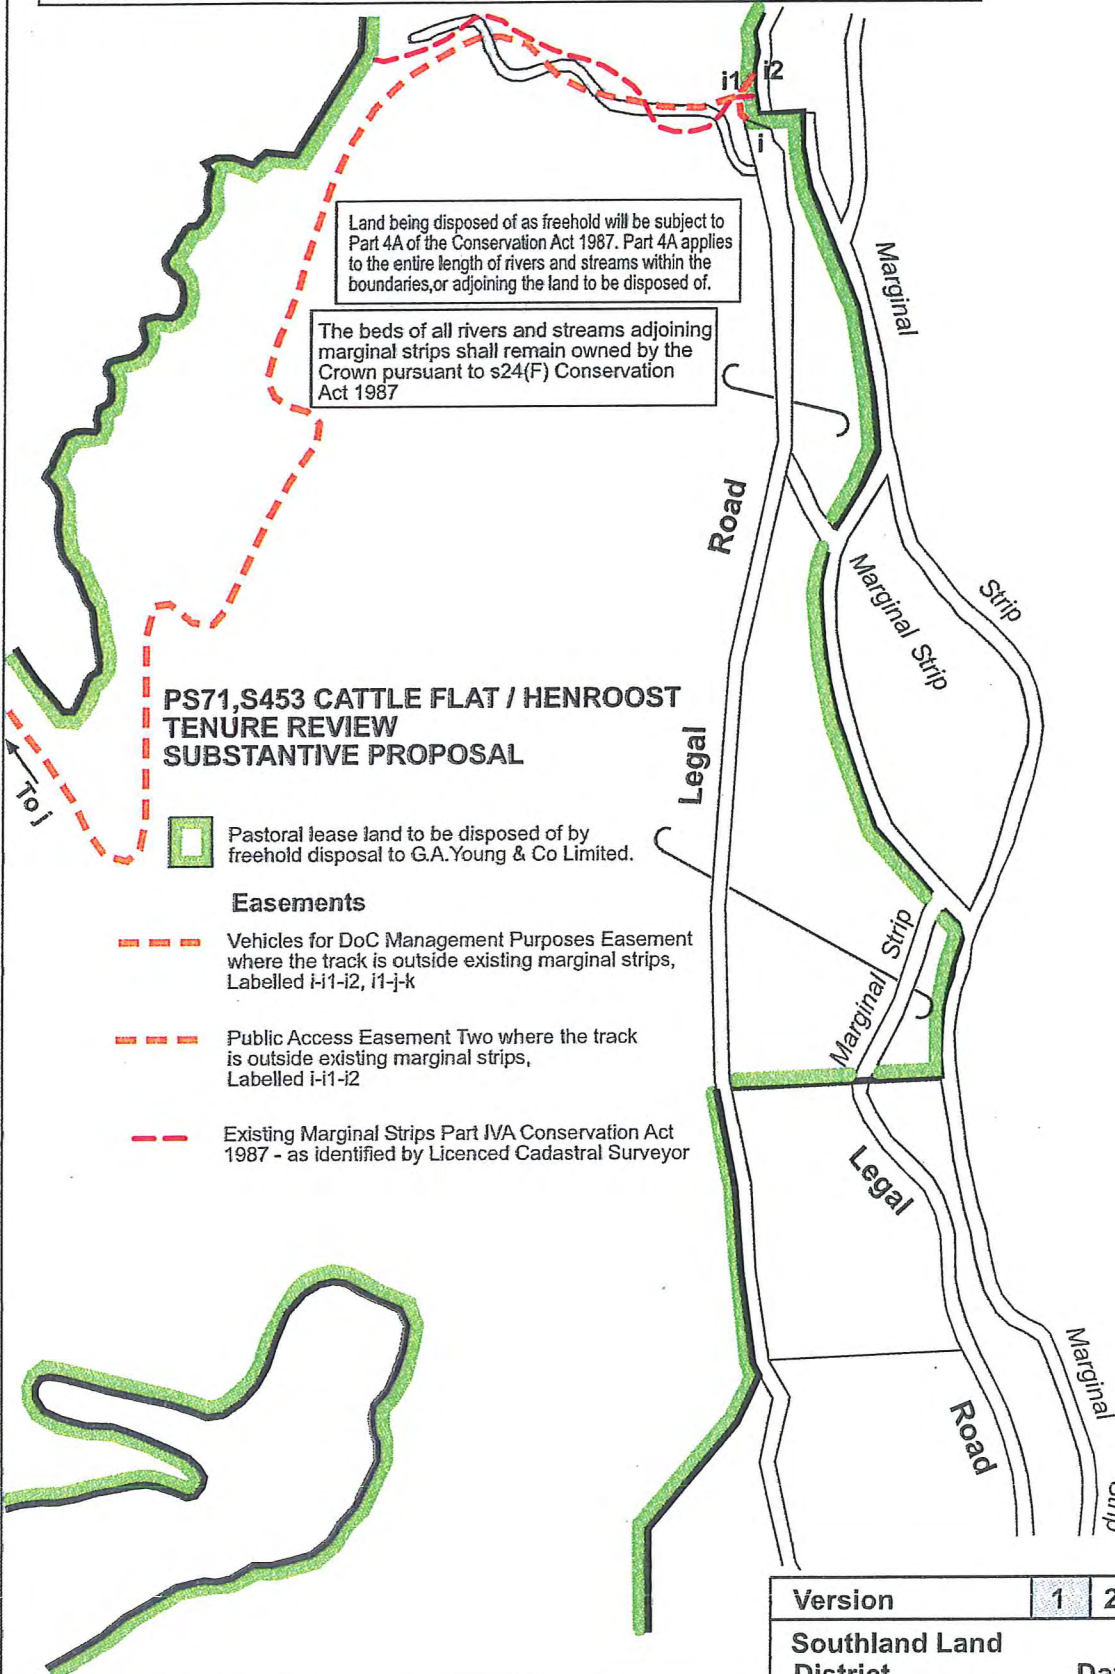 i1
i2
i
Land being disposed of as freehold will be subject to
Part 4A of the Conservation Act 1987. Part 4A applies
to the entire length of rivers and streams within the
boundaries,or adjoining the land to be disposed of.
Marginal
The beds of all rivers and streams adjoining
marginal strips shall remain owned by the
Crown pursuant to s24(F) Conservation
Act 1987
Road
Marginal Strip
Strip
PS71,S453 CATTLE FLAT / HENROOST
TENURE REVIEW
SUBSTANTIVE PROPOSAL
Legal
To j
Pastoral lease land to be disposed of by
freehold disposal to G.A.Young & Co Limited.
Easements
Vehicles for DoC Management Purposes Easement
where the track is outside existing marginal strips,
Labelled i-i1-i2, i1-j-k
Marginal Strip
Public Access Easement Two where the track
is outside existing marginal strips,
Labelled i-i1-i2
Existing Marginal Strips Part IVA Conservation Act
1987 - as identified by Licenced Cadastral Surveyor
Legal
Marginal
Road
Version 1 2
Southland Land
District